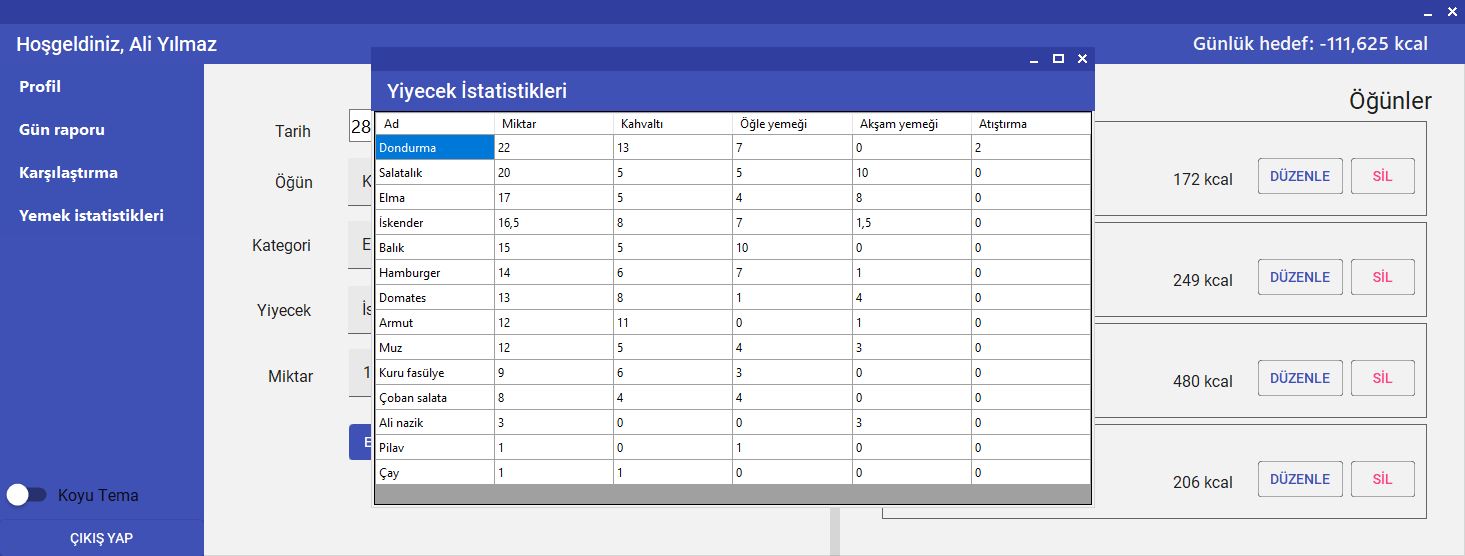 Hoşgeldiniz, Ali Yılmaz
Günlük hedef: -111,625 kcal
Profil
Gün raporu
Karşılaştırma
Yemek istatistikleri
Koyu Tema
ÇIKIŞ YAP
Tarih 28
Öğün
Kategori
Yiyecek
Miktar 1
Yiyecek İstatistikleri
Ad Miktar Kahvaltı Öğle yemeği Akşam yemeği Atıştırma
Dondurma 22 13 7 0 2
Salatalık 20 5 5 10 0
Elma 17 5 4 8 0
İskender 16,5 8 7 1,5 0
Balık 15 5 10 0 0
Hamburger 14 6 7 1 0
Domates 13 8 1 4 0
Armut 12 11 0 1 0
Muz 12 5 4 3 0
Kuru fasülye 9 6 3 0 0
Çoban salata 8 4 4 0 0
Ali nazik 3 0 0 3 0
Pilav 1 0 1 0 0
Çay 1 1 0 0 0
Öğünler
172 kcal DÜZENLE SİL
249 kcal DÜZENLE SİL
480 kcal DÜZENLE SİL
206 kcal DÜZENLE SİL